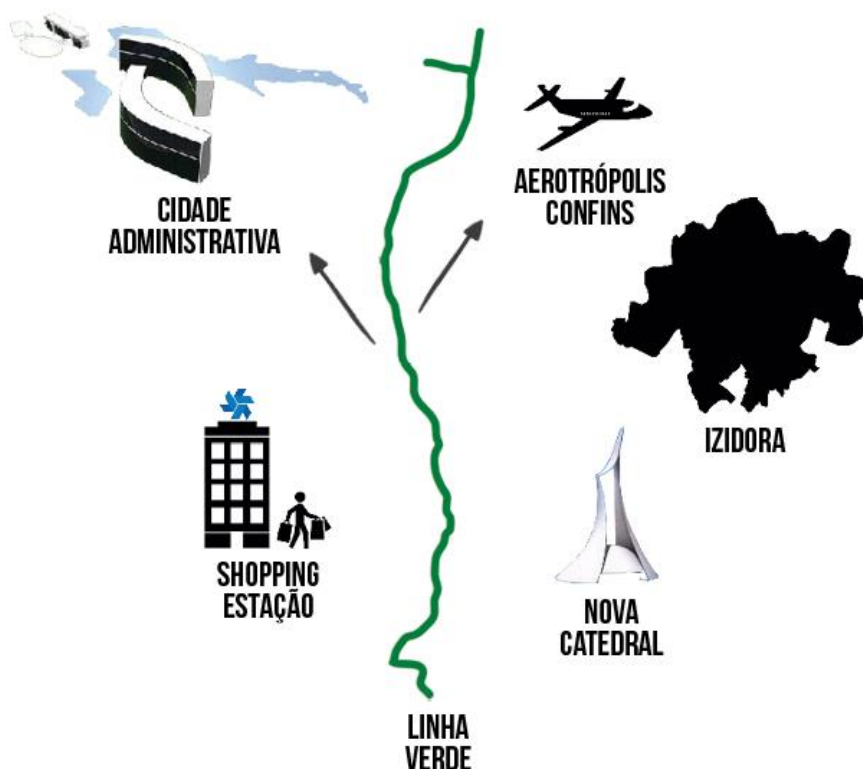 CIDADE
ADMINISTRATIVA
AEROTRÓPOLIS
CONFINS
IZIDORA
SHOPPING
ESTAÇÃO
NOVA
CATEDRAL
LINHA
VERDE